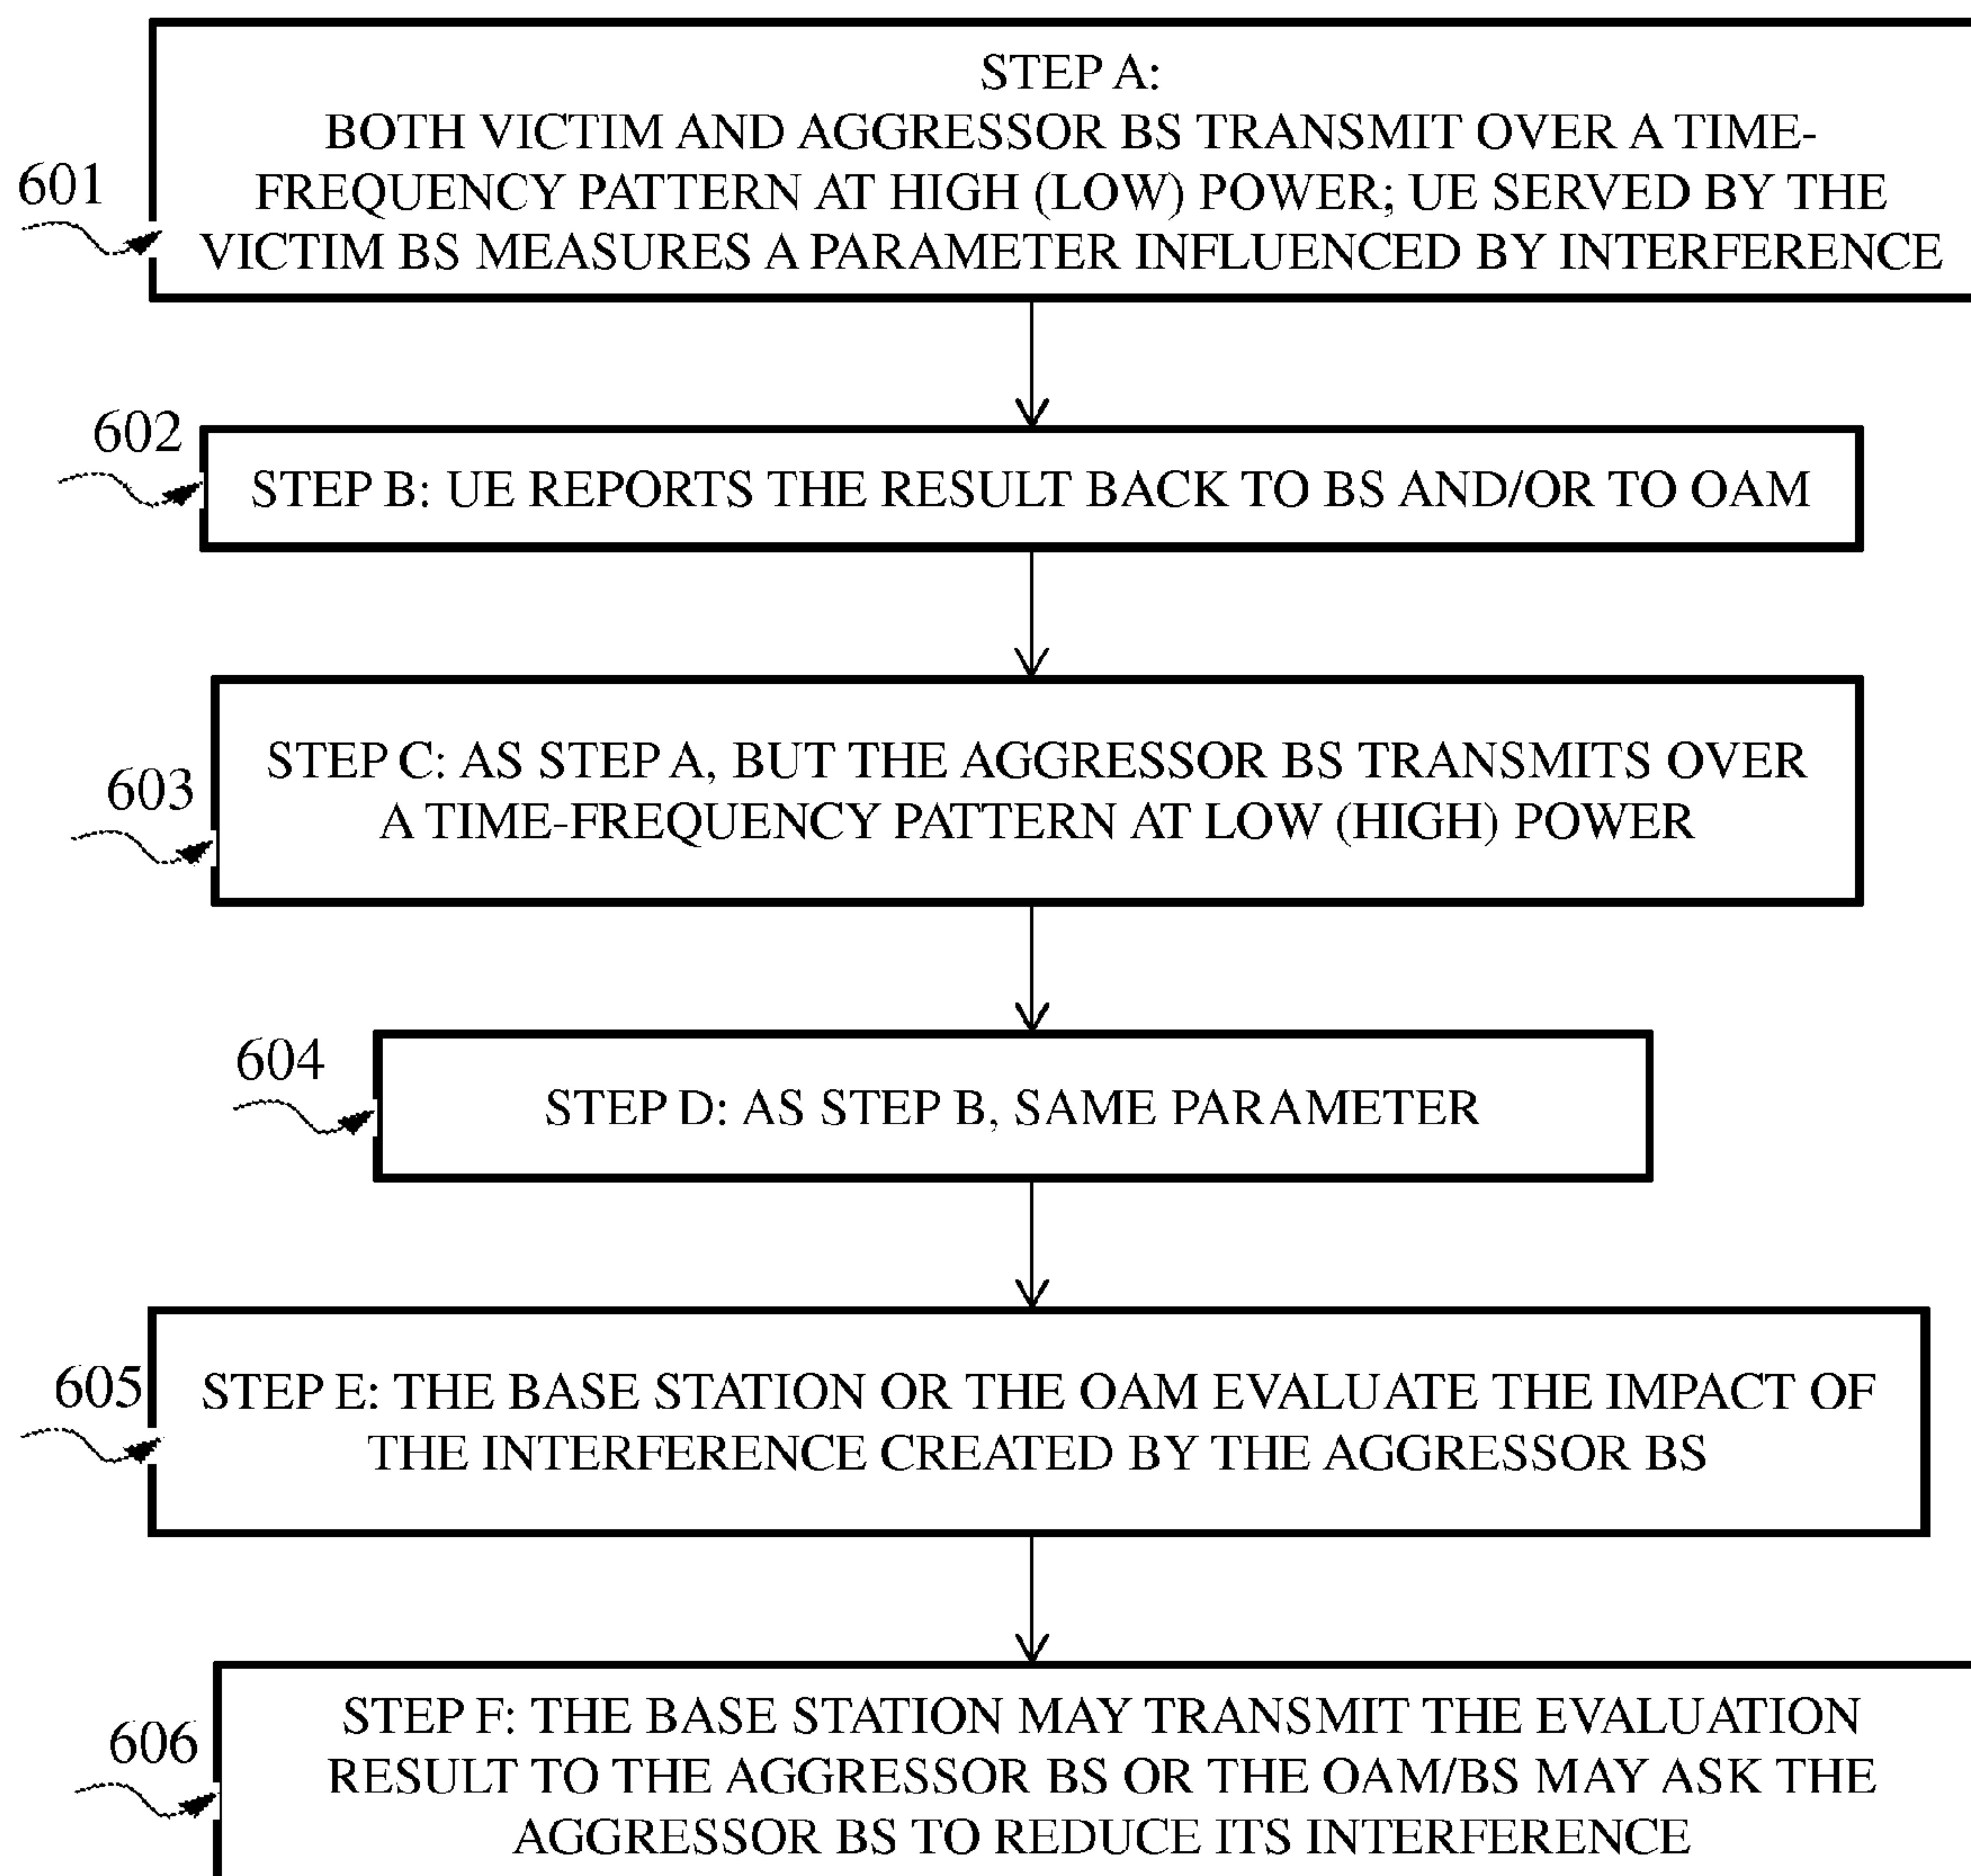 STEP A:
BOTH VICTIM AND AGGRESSOR BS TRANSMIT OVER A TIME-
FREQUENCY PATTERN AT HIGH (LOW) POWER; UE SERVED BY THE
VICTIM BS MEASURES A PARAMETER INFLUENCED BY INTERFERENCE
601
602
STEP B: UE REPORTS THE RESULT BACK TO BS AND/OR TO OAM
STEP C: AS STEP A, BUT THE AGGRESSOR BS TRANSMITS OVER
A TIME-FREQUENCY PATTERN AT LOW (HIGH) POWER
603
604
STEP D: AS STEP B, SAME PARAMETER
605
STEP E: THE BASE STATION OR THE OAM EVALUATE THE IMPACT OF
THE INTERFERENCE CREATED BY THE AGGRESSOR BS
606
STEP F: THE BASE STATION MAY TRANSMIT THE EVALUATION
RESULT TO THE AGGRESSOR BS OR THE OAM/BS MAY ASK THE
AGGRESSOR BS TO REDUCE ITS INTERFERENCE